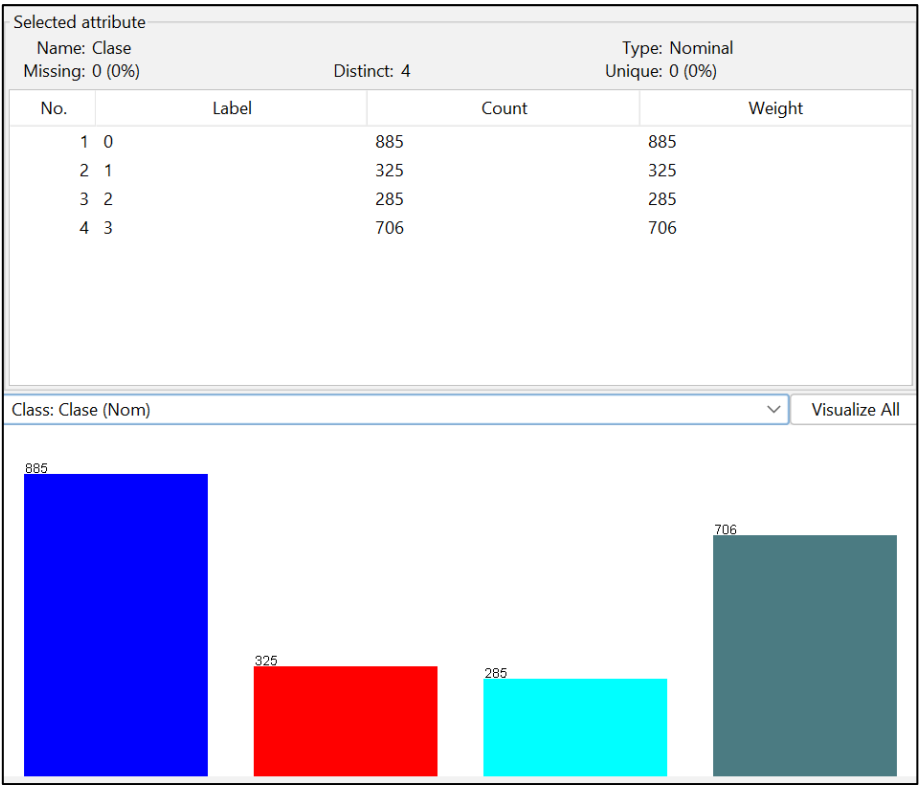 Selected attribute
Name: Clase Type: Nominal
Missing: 0 (0%) Distinct: 4 Unique: 0 (0%)
No. Label Count Weight
1 0 885 885
2 1 325 325
3 2 285 285
4 3 706 706
Class: Clase (Nom) Visualize All
885
706
325
285